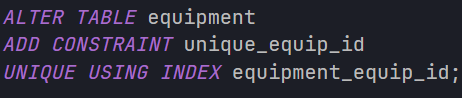 ALTER TABLE equipment
ADD CONSTRAINT unique_equip_id
UNIQUE USING INDEX equipment_equip_id;